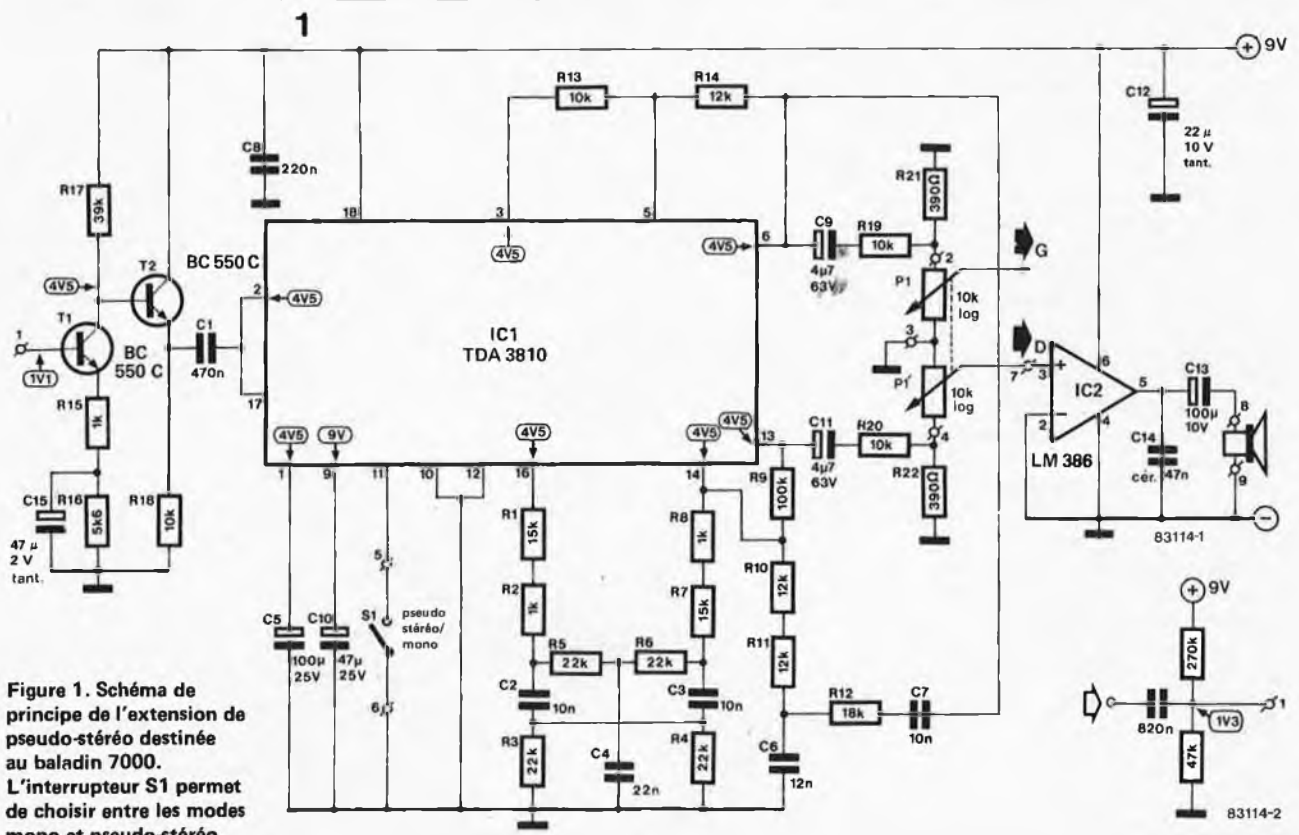 1
9V
R13
10k
R14
12k
C12
22 μ
10 V
tant.
C8
220n
R17
39k
R21
390Ω
18
3
5
4V5
6
4V5
C9
4μ7
63V
R19
10k
2
G
P1
10k
log
4V5
T2
BC 550 C
2
4V5
1
T1
BC
550 C
1V1
C1
470n
17
IC1
TDA 3810
3
D
7
3
6
IC2
5
2
4
LM 386
C13
100μ
10V
8
9
C14
cér.
47n
83114-1
P1'
10k
log
4
4V5
13
C11
4μ7
63V
R20
10k
R22
390Ω
R15
1k
C15
47 μ
2 V
tant.
R16
5k6
R18
10k
4V5
9V
4V5
4V5
1
9
11
10
12
16
14
R9
100k
R1
15k
R8
1k
R10
12k
R2
1k
R7
15k
R11
12k
5
S1
pseudo
stéréo/
mono
6
C5
100μ
25V
C10
47μ
25V
R5
22k
R6
22k
C2
10n
C3
10n
R3
22k
C4
22n
R4
22k
R12
18k
C7
10n
C6
12n
9V
270k
820n
1V3
1
47k
83114-2
Figure 1. Schéma de
principe de l'extension de
pseudo-stéréo destinée
au baladin 7000.
L'interrupteur S1 permet
de choisir entre les modes
mono et pseudo-stéréo